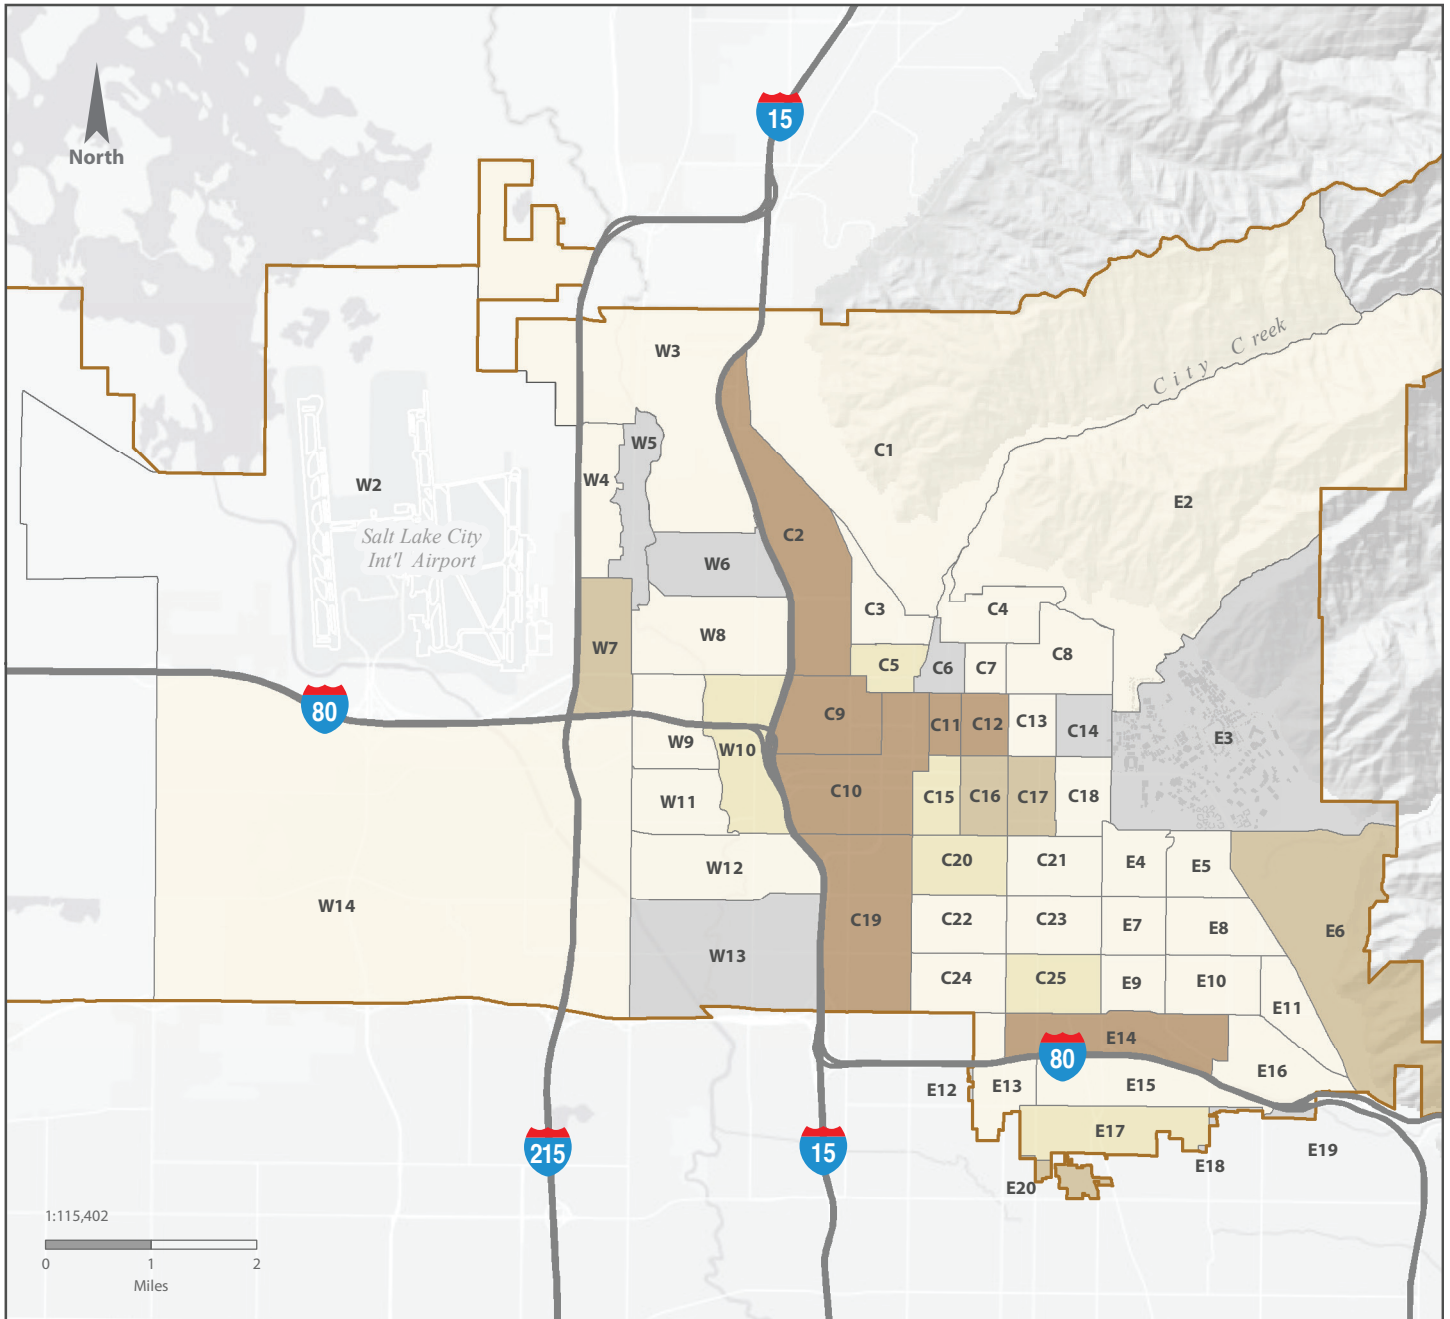 15
North
W3
City Creek
C1
W5
W4
W2
E2
Salt Lake City
Int'l Airport
C2
W6
C3
C4
W8
W7
C5
C6
C7
C8
80
C9
C11
C12
C13
C14
E3
W9
W10
W11
C10
C15
C16
C17
C18
W12
C20
C21
E4
E5
W14
C19
C22
C23
E7
E8
E6
W13
C24
C25
E9
E10
E11
E14
80
E12
E13
E15
E16
E17
215
15
E18
E19
E20
1:115,402
0 1 2
Miles